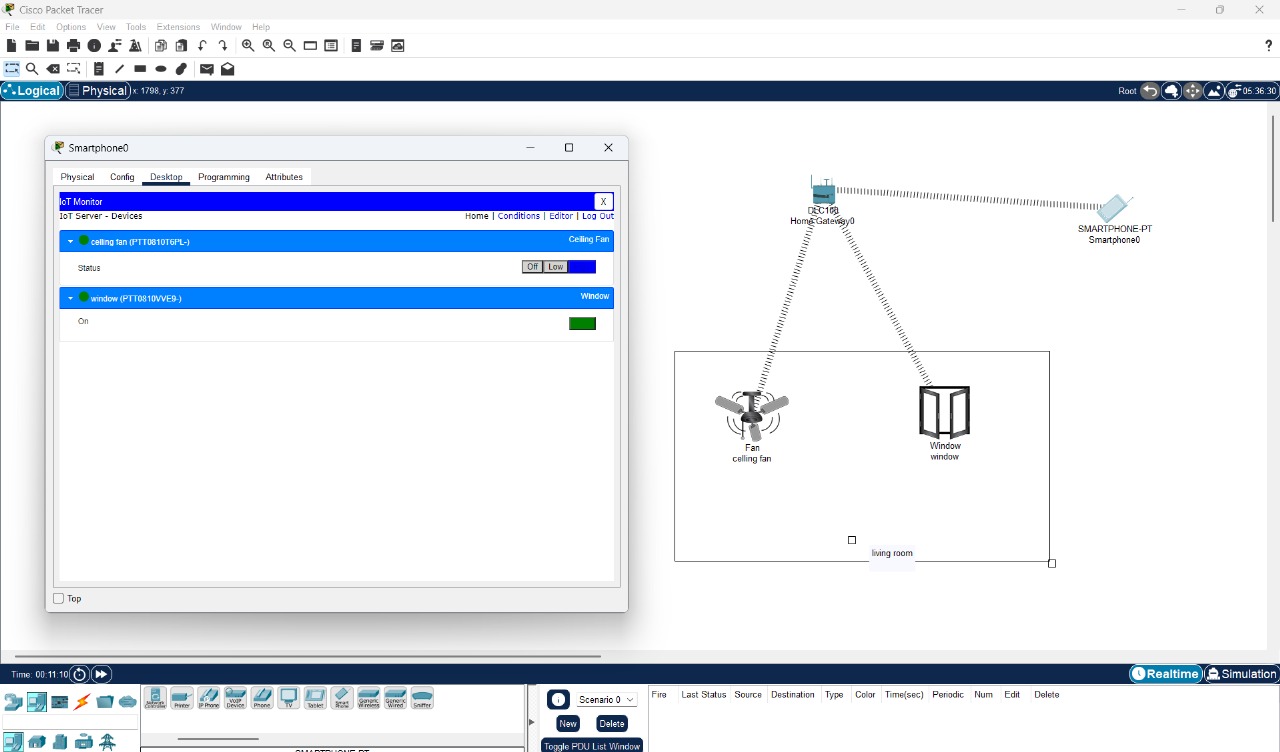 Cisco Packet Tracer
File Edit Options View Tools Extensions Window Help
?
Logical Physical x: 1798, y: 377 Root 05:36:30
Smartphone0
Physical Config Desktop Programming Attributes
IoT Monitor X
IoT Server - Devices Home | Conditions | Editor | Log Out
celling fan (PTT0810T6PL-) Ceiling Fan
Status Off Low
window (PTT0810VVE9-) Window
On
Top
DLC100
Home Gateway0
SMARTPHONE-PT
Smartphone0
Fan
celling fan
Window
window
living room
Time: 00:11:10 Realtime Simulation
Network Controller Printer IP Phone VoIP Device Phone TV Tablet Smart Phone Generic Wireless Generic Wired Sniffer
SMARTPHONE-PT
Scenario 0
New Delete
Toggle PDU List Window
Fire Last Status Source Destination Type Color Time(sec) Periodic Num Edit Delete